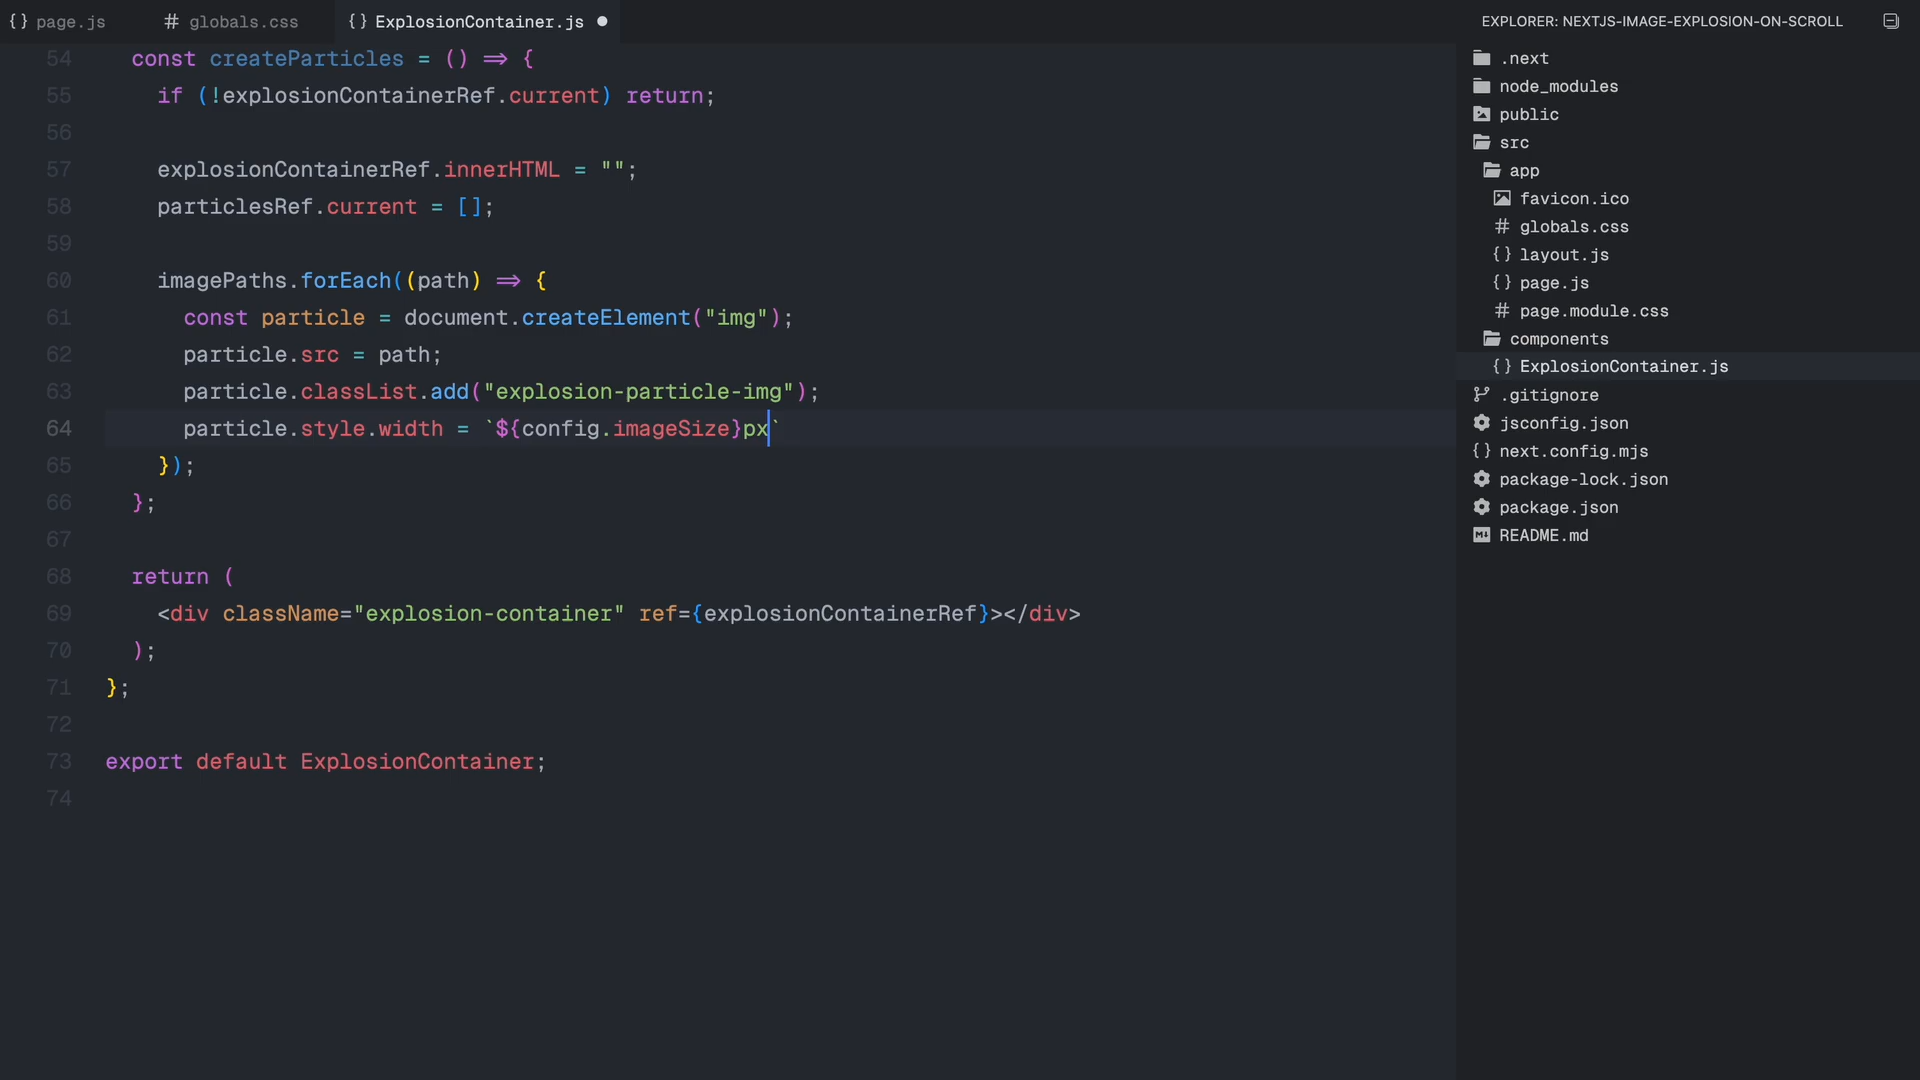 page.js
globals.css
ExplosionContainer.js
54 const createParticles = () => {
55 if (!explosionContainerRef.current) return;
56
57 explosionContainerRef.innerHTML = "";
58 particlesRef.current = [];
59
60 imagePaths.forEach((path) => {
61 const particle = document.createElement("img");
62 particle.src = path;
63 particle.classList.add("explosion-particle-img");
64 particle.style.width = `${config.imageSize}px`
65 });
66 };
67
68 return (
69 <div className="explosion-container" ref={explosionContainerRef}></div>
70 );
71 };
72
73 export default ExplosionContainer;
74
EXPLORER: NEXTJS-IMAGE-EXPLOSION-ON-SCROLL
.next
node_modules
public
src
app
favicon.ico
globals.css
layout.js
page.js
page.module.css
components
ExplosionContainer.js
.gitignore
jsconfig.json
next.config.mjs
package-lock.json
package.json
README.md